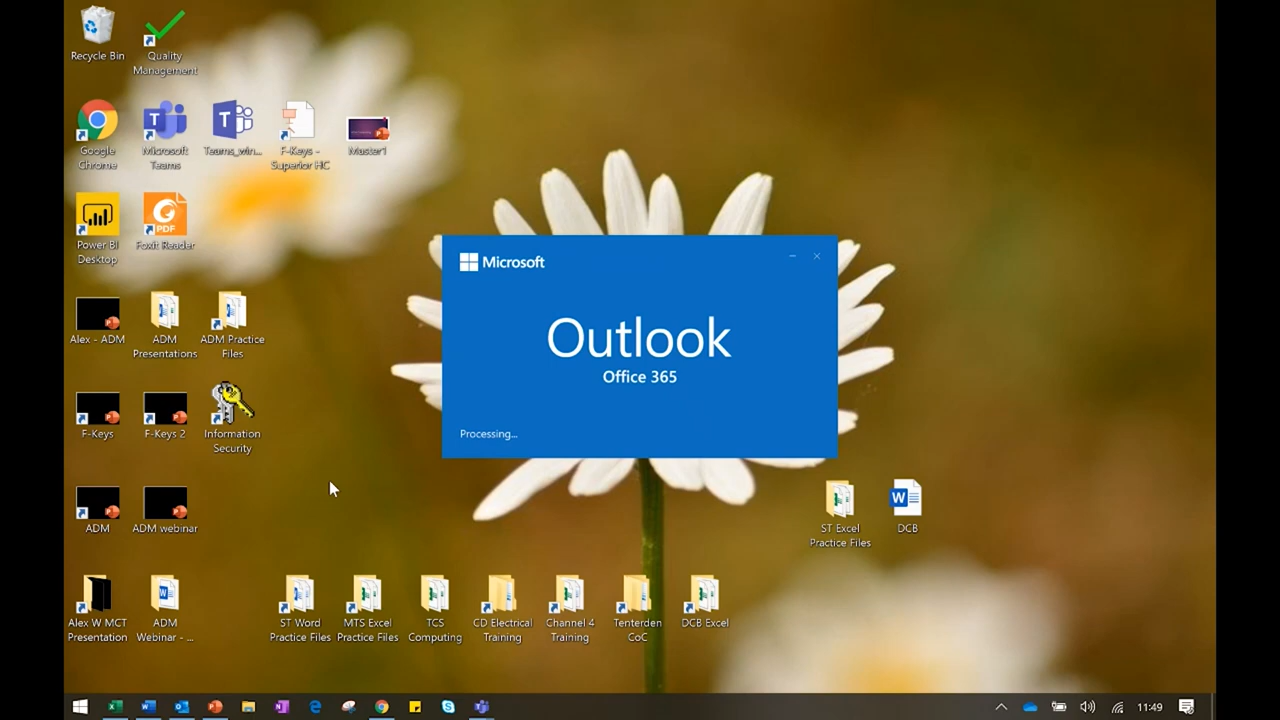 Recycle Bin
Quality
Management
Google
Chrome
Microsoft
Teams
Teams_win...
F-Keys -
Superior HC
Master1
Power BI
Desktop
PDF
Foxit Reader
Alex - ADM
ADM
Presentations
ADM Practice
Files
F-Keys
F-Keys 2
Information
Security
ADM
ADM webinar
Alex W MCT
Presentation
ADM
Webinar - ...
ST Word
Practice Files
MTS Excel
Practice Files
TCS
Computing
CD Electrical
Training
Channel 4
Training
Tenterden
CoC
DCB Excel
ST Excel
Practice Files
DCB
Microsoft
Outlook
Office 365
Processing...
11:49